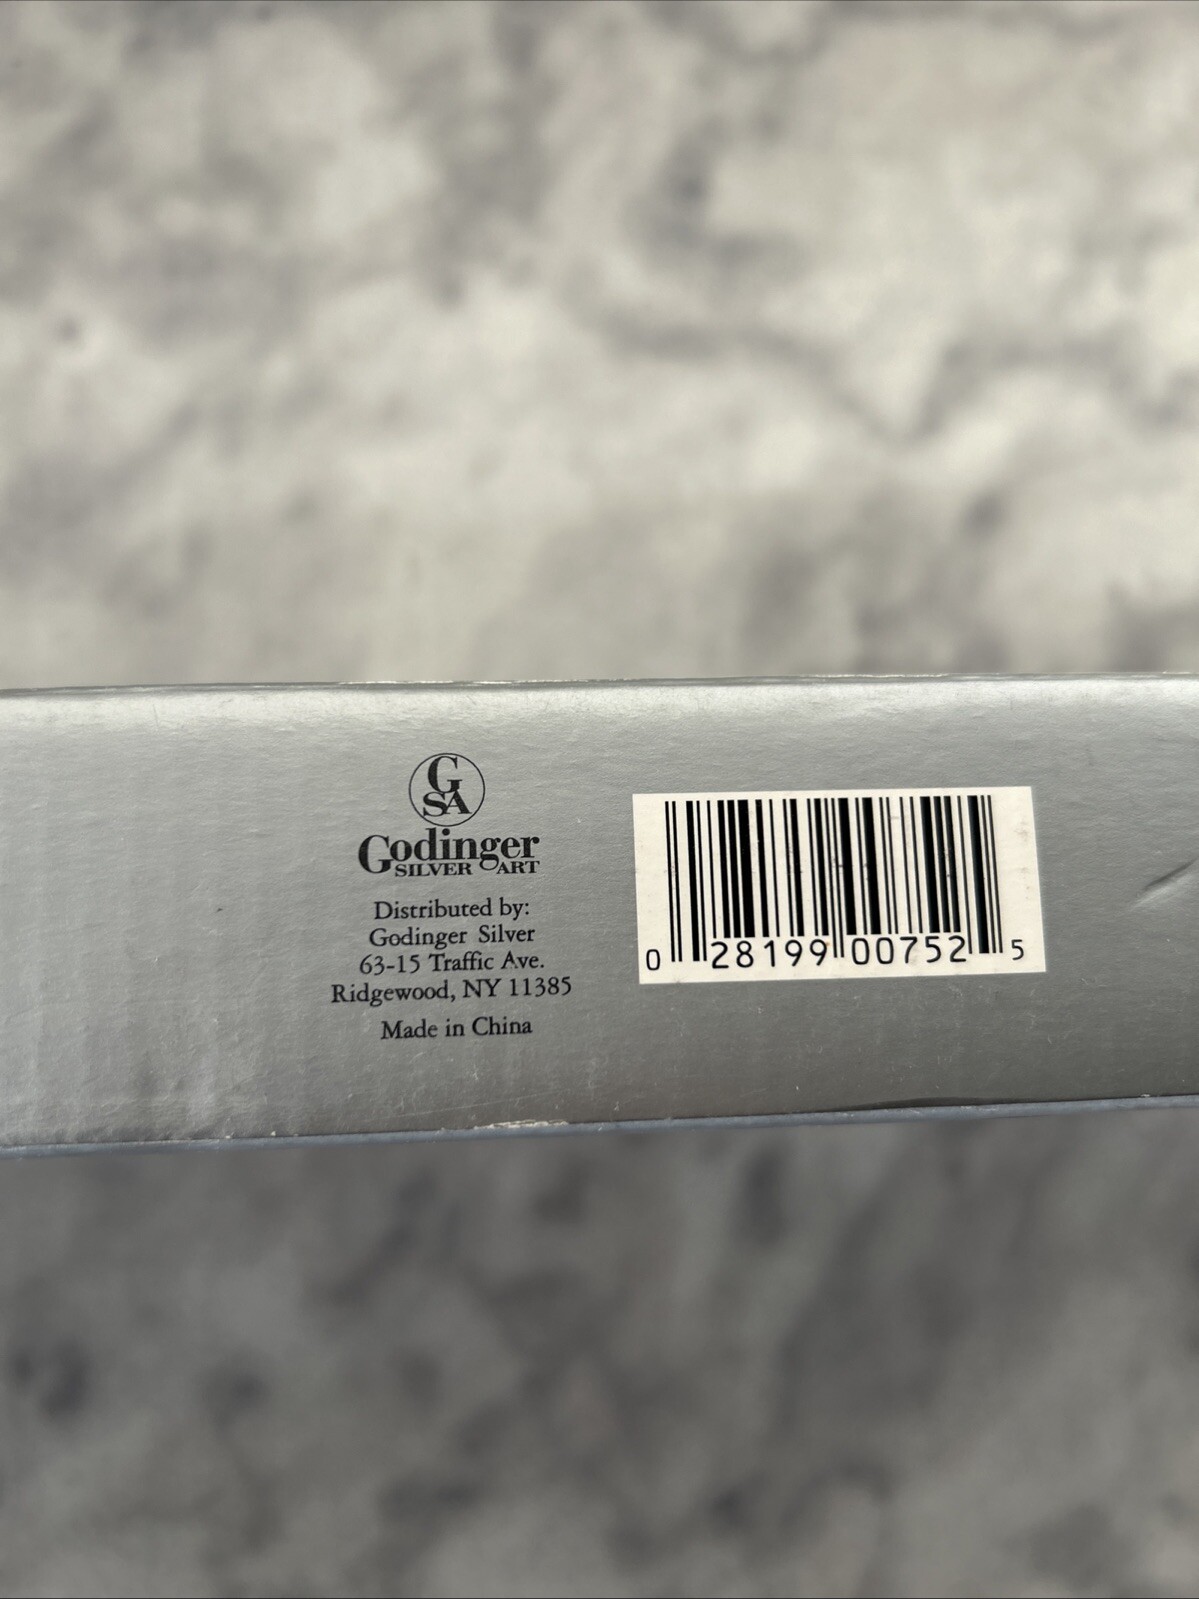 GSA
Godinger
SILVER ART
Distributed by:
Godinger Silver
63-15 Traffic Ave.
Ridgewood, NY 11385
Made in China
0 28199 00752 5